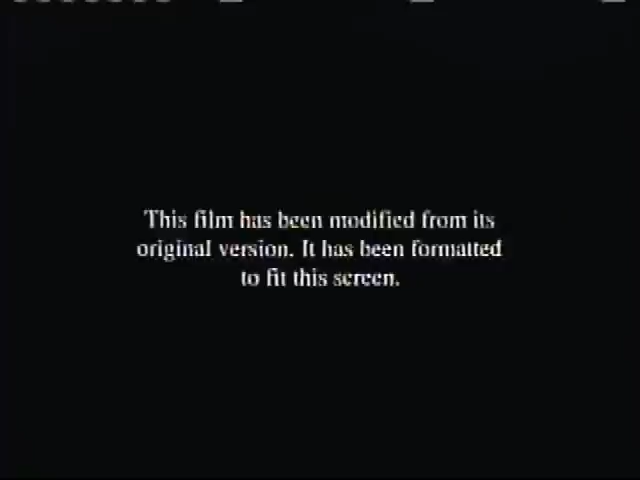 This film has been modified from its
original version. It has been formatted
to fit this screen.